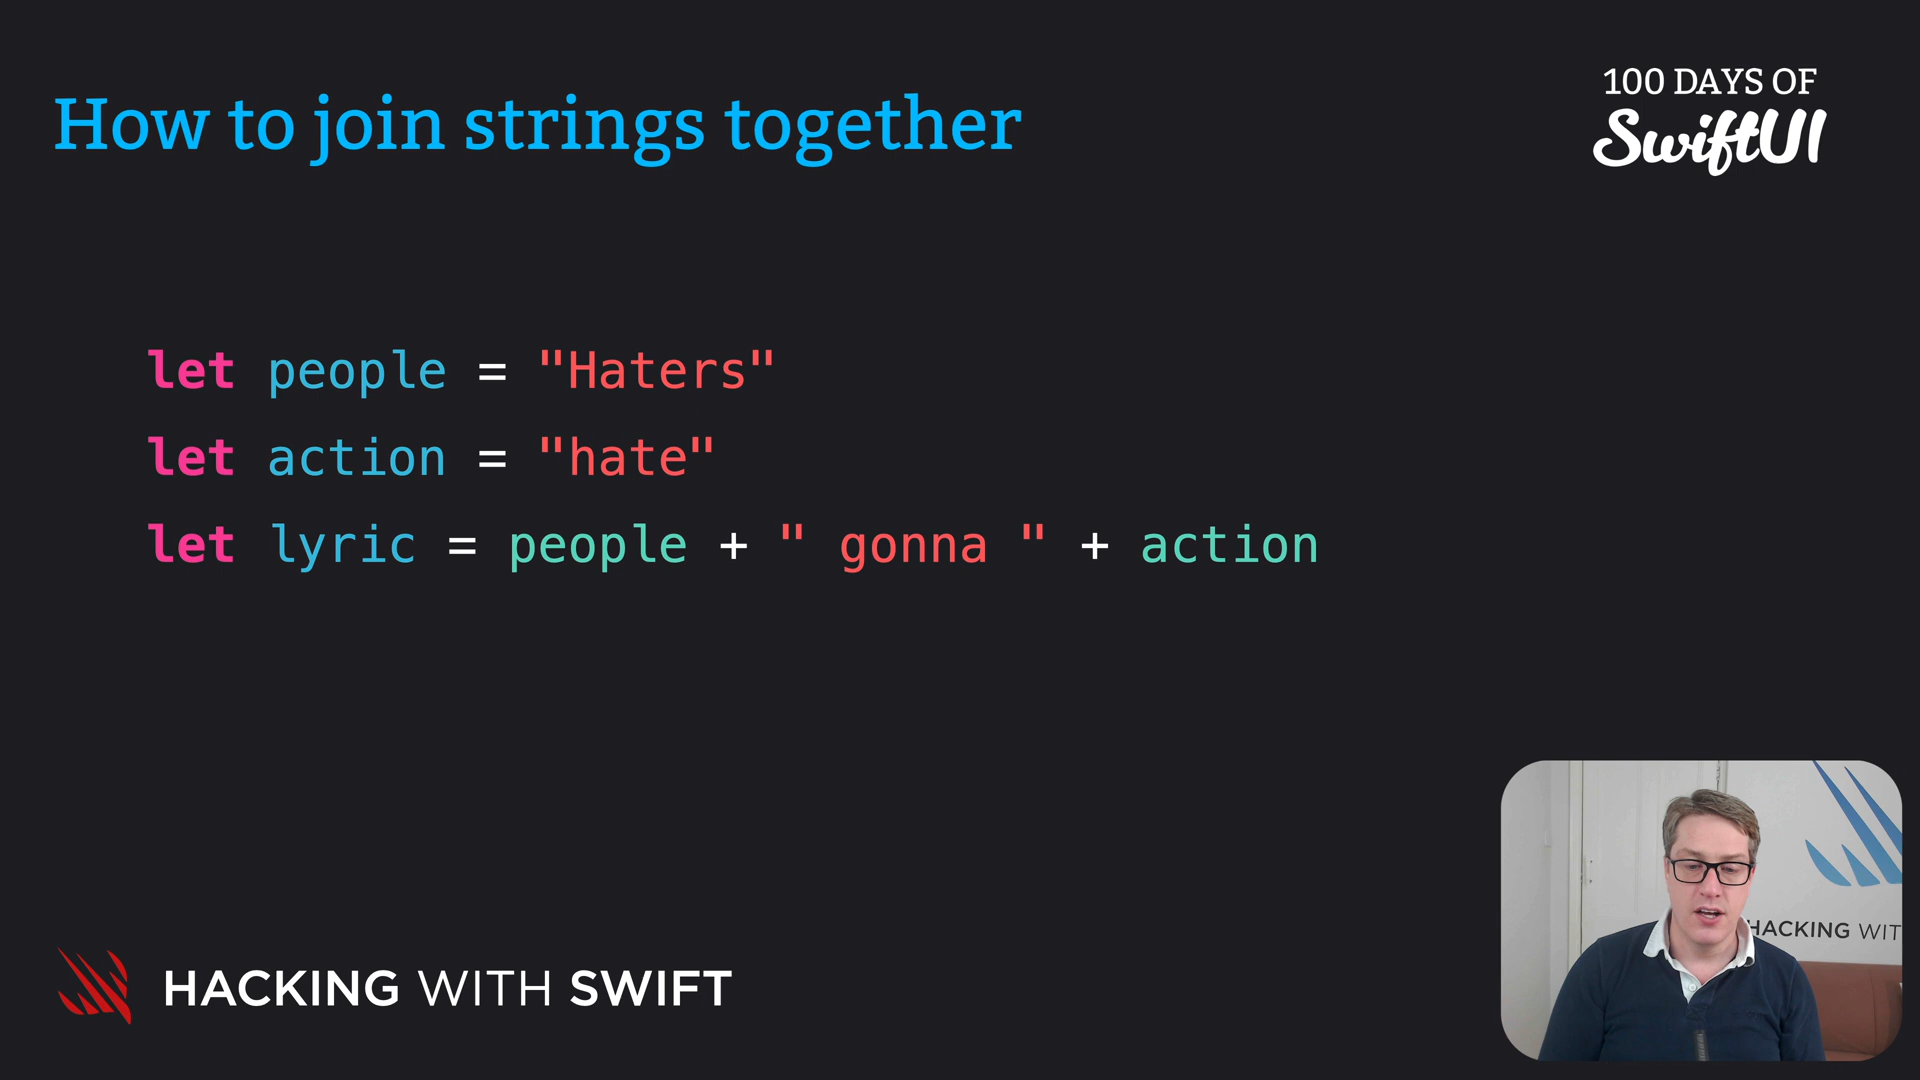 How to join strings together
100 DAYS OF
SwiftUI
let people = "Haters"
let action = "hate"
let lyric = people + " gonna " + action
HACKING WITH SWIFT
HACKING WIT